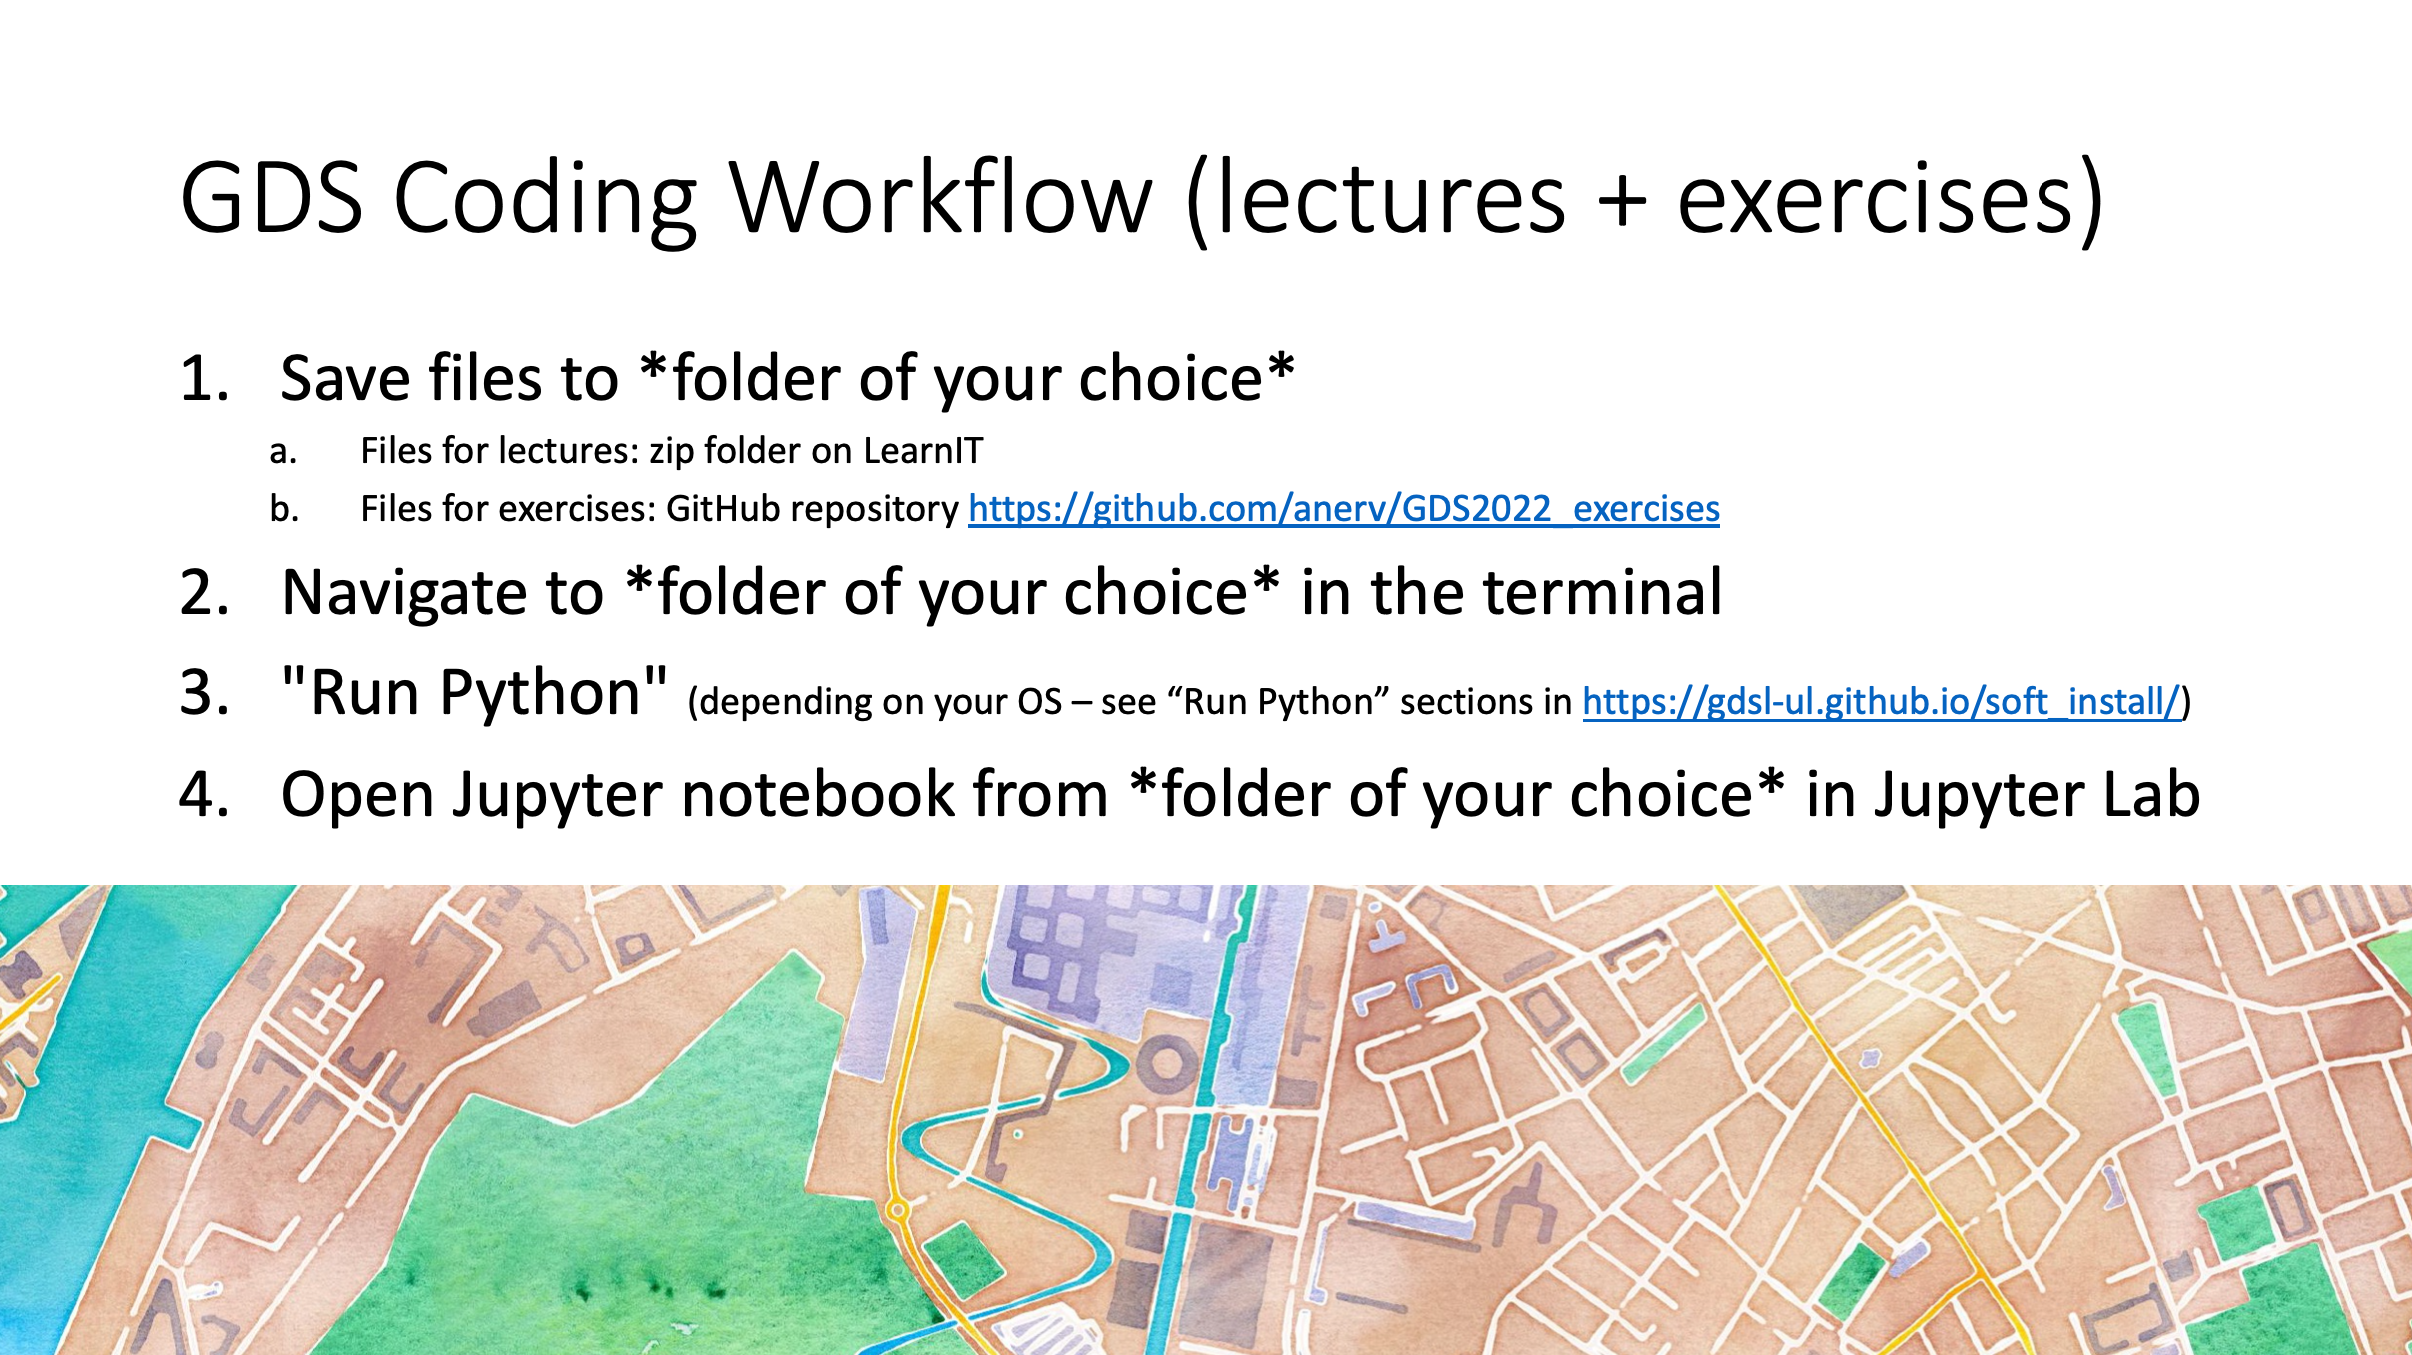 GDS Coding Workflow (lectures + exercises)
1. Save files to *folder of your choice*
a. Files for lectures: zip folder on LearnIT
b. Files for exercises: GitHub repository https://github.com/anerv/GDS2022_exercises
2. Navigate to *folder of your choice* in the terminal
3. "Run Python" (depending on your OS – see “Run Python” sections in https://gdsl-ul.github.io/soft_install/)
4. Open Jupyter notebook from *folder of your choice* in Jupyter Lab